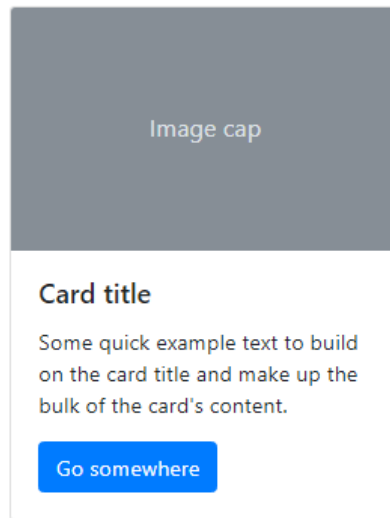 Image cap
Card title
Some quick example text to build
on the card title and make up the
bulk of the card's content.
Go somewhere